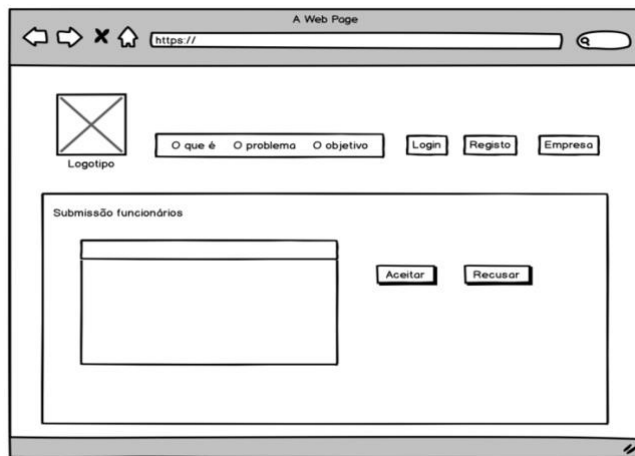 A Web Page
https://
Logotipo
O que é O problema O objetivo Login Registo Empresa
Submissão funcionários
Aceitar Recusar